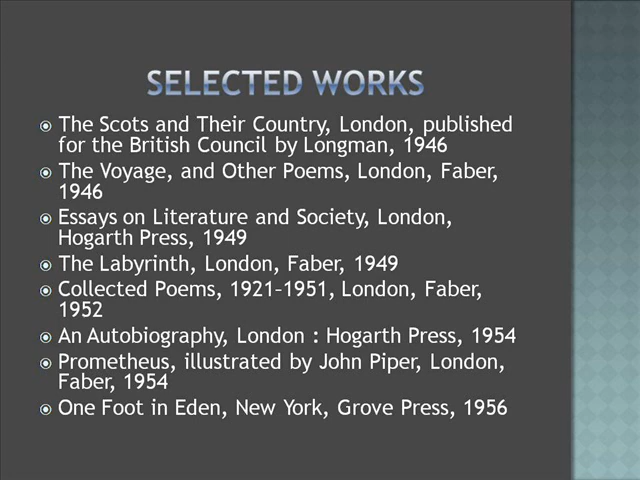 SELECTED WORKS
The Scots and Their Country, London, published
for the British Council by Longman, 1946
The Voyage, and Other Poems, London, Faber,
1946
Essays on Literature and Society, London,
Hogarth Press, 1949
The Labyrinth, London, Faber, 1949
Collected Poems, 1921–1951, London, Faber,
1952
An Autobiography, London : Hogarth Press, 1954
Prometheus, illustrated by John Piper, London,
Faber, 1954
One Foot in Eden, New York, Grove Press, 1956